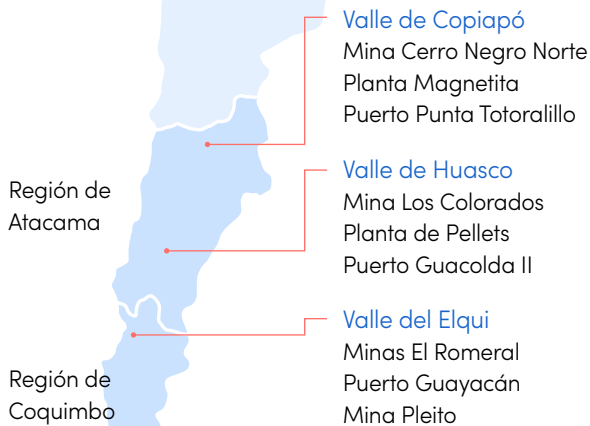 Valle de Copiapó
Mina Cerro Negro Norte
Planta Magnetita
Puerto Punta Totoralillo
Región de
Atacama
Valle de Huasco
Mina Los Colorados
Planta de Pellets
Puerto Guacolda II
Valle del Elqui
Minas El Romeral
Puerto Guayacán
Mina Pleito
Región de
Coquimbo